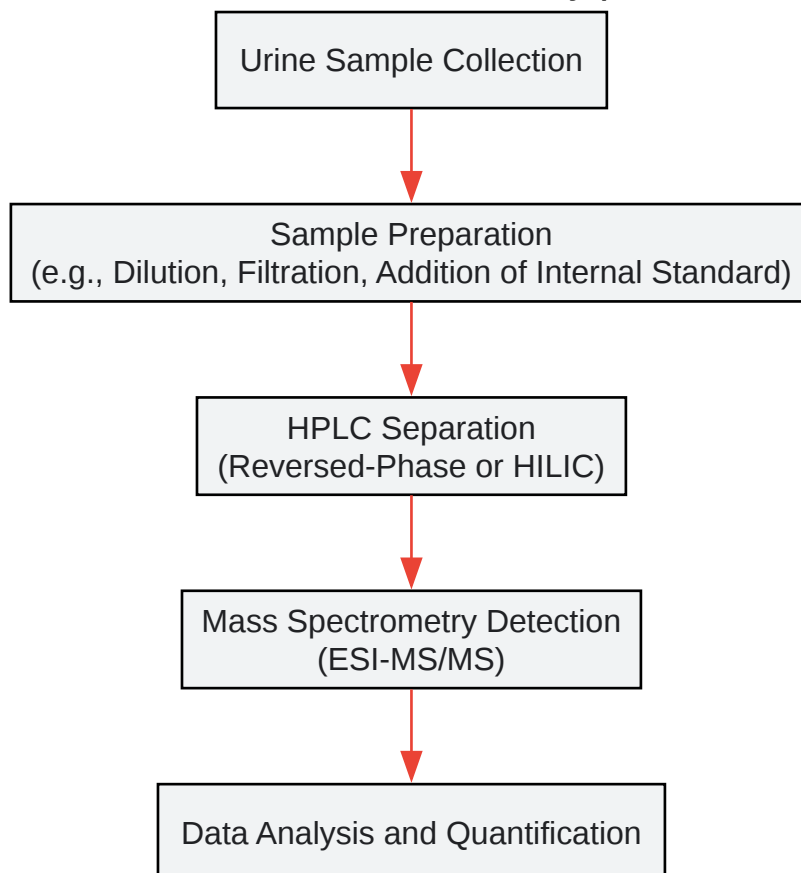 Urine Sample Collection
Sample Preparation
(e.g., Dilution, Filtration, Addition of Internal Standard)
HPLC Separation
(Reversed-Phase or HILIC)
Mass Spectrometry Detection
(ESI-MS/MS)
Data Analysis and Quantification